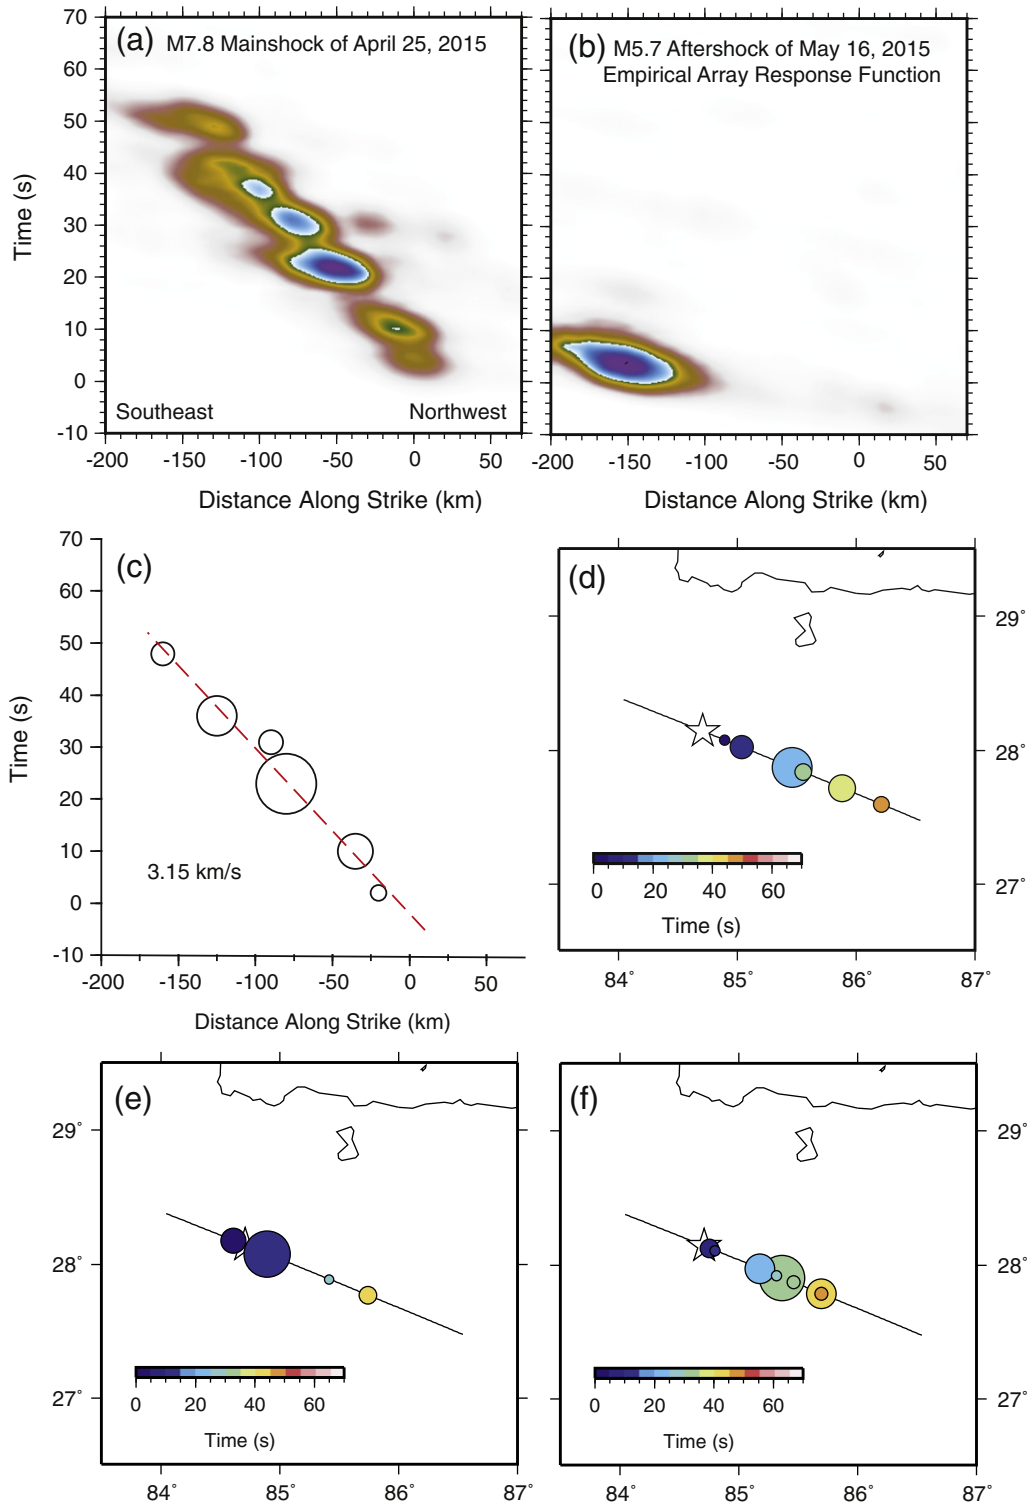 (a) M7.8 Mainshock of April 25, 2015
70
60
50
40
30
20
10
0
-10
Time (s)
Southeast Northwest
-200 -150 -100 -50 0 50
Distance Along Strike (km)
(b) M5.7 Aftershock of May 16, 2015
Empirical Array Response Function
-200 -150 -100 -50 0 50
Distance Along Strike (km)
(c)
70
60
50
40
30
20
10
0
-10
Time (s)
3.15 km/s
-200 -150 -100 -50 0 50
Distance Along Strike (km)
(d)
29°
28°
27°
0 20 40 60
Time (s)
84° 85° 86° 87°
(e)
29°
28°
27°
0 20 40 60
Time (s)
84° 85° 86° 87°
(f)
29°
28°
27°
0 20 40 60
Time (s)
84° 85° 86° 87°